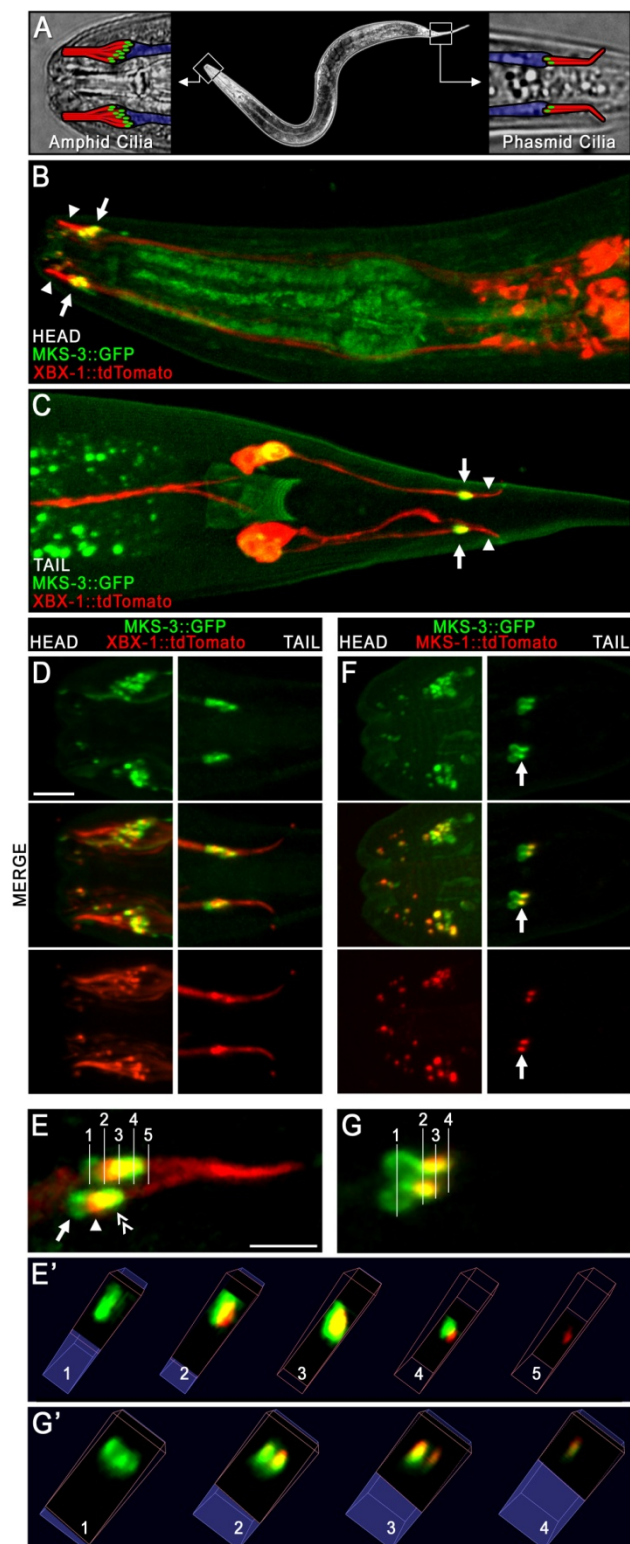 A
Amphid Cilia
Phasmid Cilia
B
HEAD
MKS-3::GFP
XBX-1::tdTomato
C
TAIL
MKS-3::GFP
XBX-1::tdTomato
MKS-3::GFP
HEAD XBX-1::tdTomato TAIL
MKS-3::GFP
HEAD MKS-1::tdTomato TAIL
D
F
MERGE
E
1 2 3 4 5
G
1 2 3 4
E'
1 2 3 4 5
G'
1 2 3 4